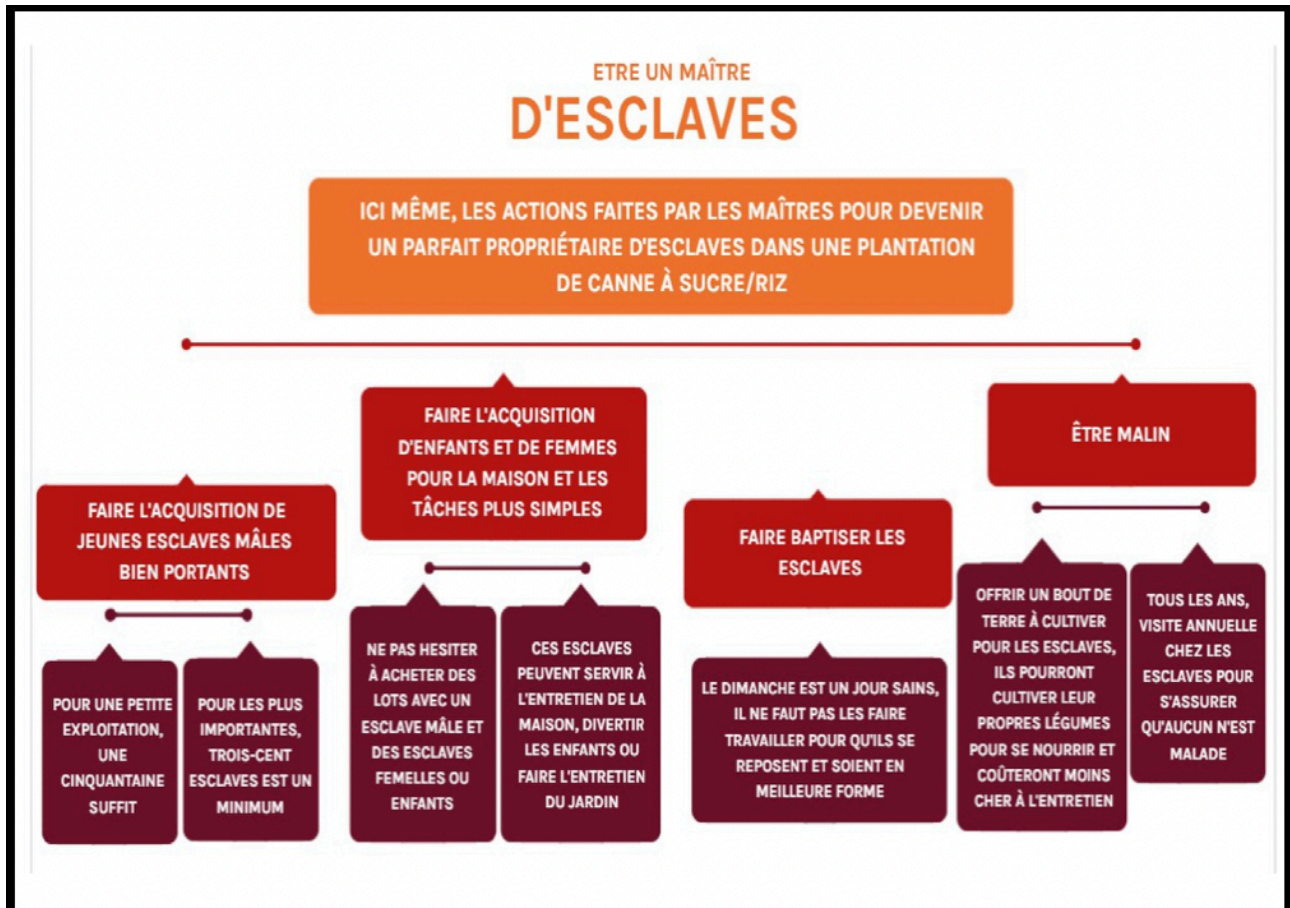 ETRE UN MAÎTRE
D'ESCLAVES
ICI MÊME, LES ACTIONS FAITES PAR LES MAÎTRES POUR DEVENIR
UN PARFAIT PROPRIÉTAIRE D'ESCLAVES DANS UNE PLANTATION
DE CANNE À SUCRE/RIZ
FAIRE L'ACQUISITION DE
JEUNES ESCLAVES MÂLES
BIEN PORTANTS
POUR UNE PETITE
EXPLOITATION,
UNE
CINQUANTAINE
SUFFIT
POUR LES PLUS
IMPORTANTES,
TROIS-CENT
ESCLAVES EST UN
MINIMUM
FAIRE L'ACQUISITION
D'ENFANTS ET DE FEMMES
POUR LA MAISON ET LES
TÂCHES PLUS SIMPLES
NE PAS HESITER
À ACHETER DES
LOTS AVEC UN
ESCLAVE MÂLE ET
DES ESCLAVES
FEMELLES OU
ENFANTS
CES ESCLAVES
PEUVENT SERVIR À
L'ENTRETIEN DE LA
MAISON, DIVERTIR
LES ENFANTS OU
FAIRE L'ENTRETIEN
DU JARDIN
FAIRE BAPTISER LES
ESCLAVES
LE DIMANCHE EST UN JOUR SAINS,
IL NE FAUT PAS LES FAIRE
TRAVAILLER POUR QU'ILS SE
REPOSENT ET SOIENT EN
MEILLEURE FORME
ÊTRE MALIN
OFFRIR UN BOUT DE
TERRE À CULTIVER
POUR LES ESCLAVES,
ILS POURRONT
CULTIVER LEUR
PROPRES LÉGUMES
POUR SE NOURRIR ET
COÛTERONT MOINS
CHER À L'ENTRETIEN
TOUS LES ANS,
VISITE ANNUELLE
CHEZ LES
ESCLAVES POUR
S'ASSURER
QU'AUCUN N'EST
MALADE